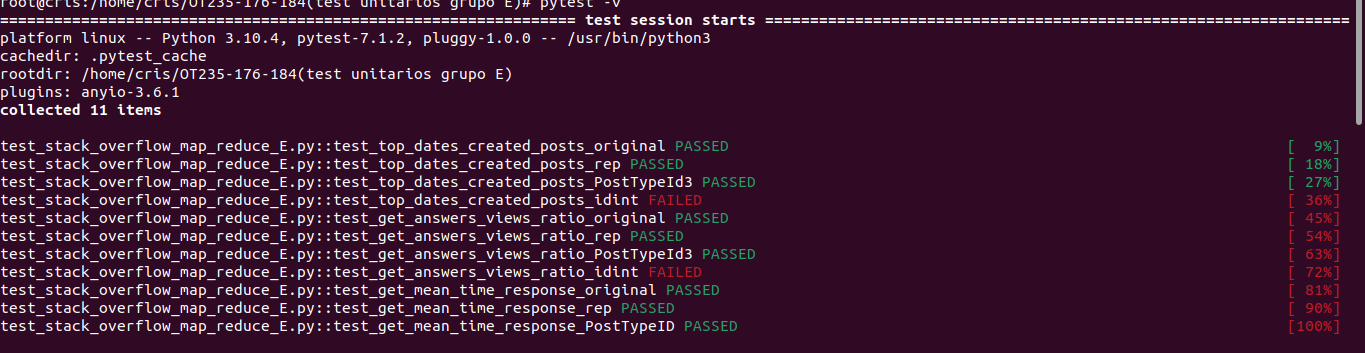 root@cris:/home/cris/OT235-176-184(test unitarios grupo E)# pytest -v
================================================================ test session starts =================================================================
platform linux -- Python 3.10.4, pytest-7.1.2, pluggy-1.0.0 -- /usr/bin/python3
cachedir: .pytest_cache
rootdir: /home/cris/OT235-176-184(test unitarios grupo E)
plugins: anyio-3.6.1
collected 11 items
test_stack_overflow_map_reduce_E.py::test_top_dates_created_posts_original PASSED [  9%]
test_stack_overflow_map_reduce_E.py::test_top_dates_created_posts_rep PASSED [ 18%]
test_stack_overflow_map_reduce_E.py::test_top_dates_created_posts_PostTypeId3 PASSED [ 27%]
test_stack_overflow_map_reduce_E.py::test_top_dates_created_posts_idint FAILED [ 36%]
test_stack_overflow_map_reduce_E.py::test_get_answers_views_ratio_original PASSED [ 45%]
test_stack_overflow_map_reduce_E.py::test_get_answers_views_ratio_rep PASSED [ 54%]
test_stack_overflow_map_reduce_E.py::test_get_answers_views_ratio_PostTypeId3 PASSED [ 63%]
test_stack_overflow_map_reduce_E.py::test_get_answers_views_ratio_idint FAILED [ 72%]
test_stack_overflow_map_reduce_E.py::test_get_mean_time_response_original PASSED [ 81%]
test_stack_overflow_map_reduce_E.py::test_get_mean_time_response_rep PASSED [ 90%]
test_stack_overflow_map_reduce_E.py::test_get_mean_time_response_PostTypeID PASSED [100%]